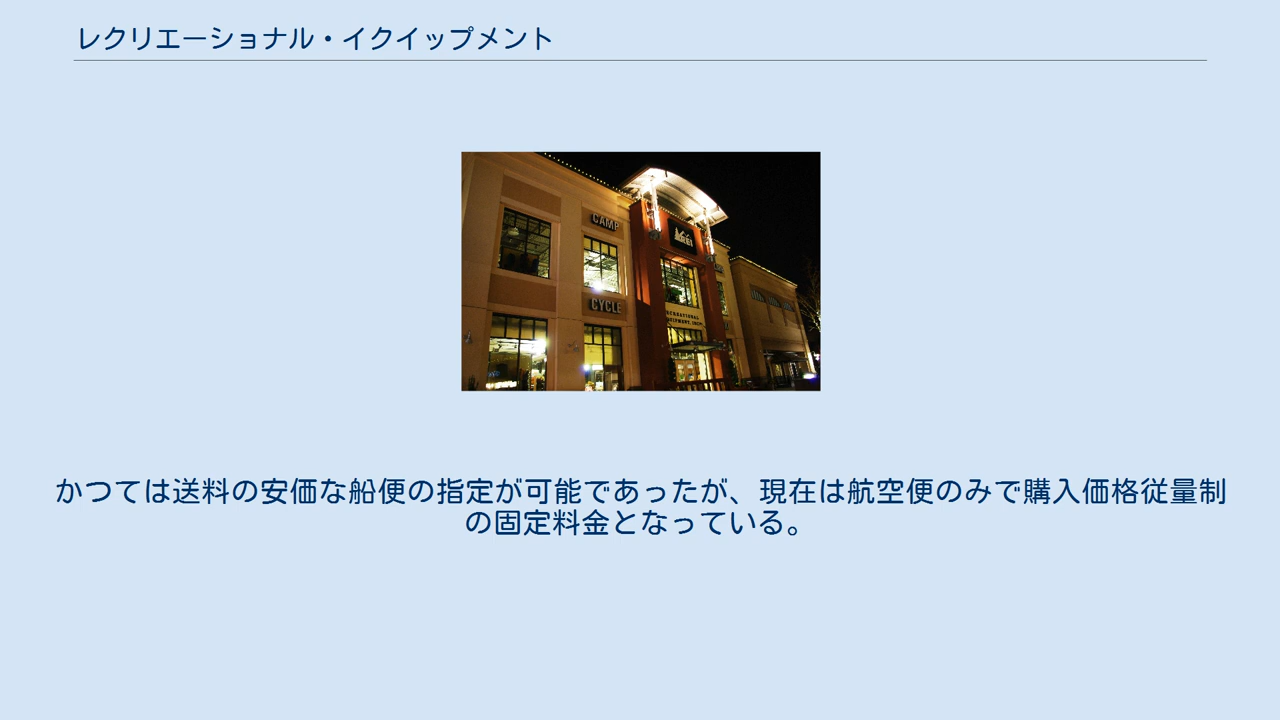 レクリエーショナル・イクイップメント
CAMP
REI
CYCLE
かつては送料の安価な船便の指定が可能であったが、現在は航空便のみで購入価格従量制
の固定料金となっている。